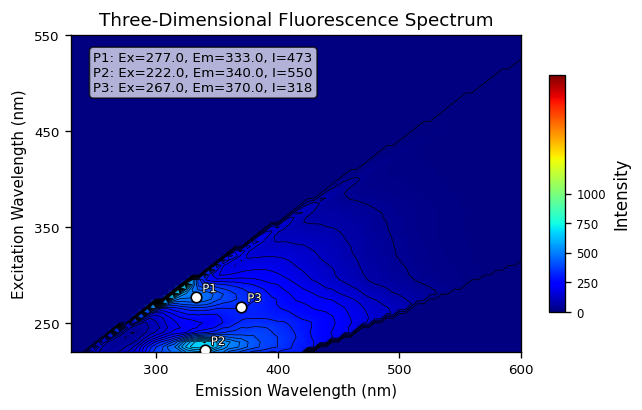 Three-Dimensional Fluorescence Spectrum
P1: Ex=277.0, Em=333.0, I=473
P2: Ex=222.0, Em=340.0, I=550
P3: Ex=267.0, Em=370.0, I=318
550
450
350
250
Excitation Wavelength (nm)
P1
P3
P2
300
400
500
600
Emission Wavelength (nm)
1000
750
500
250
0
Intensity